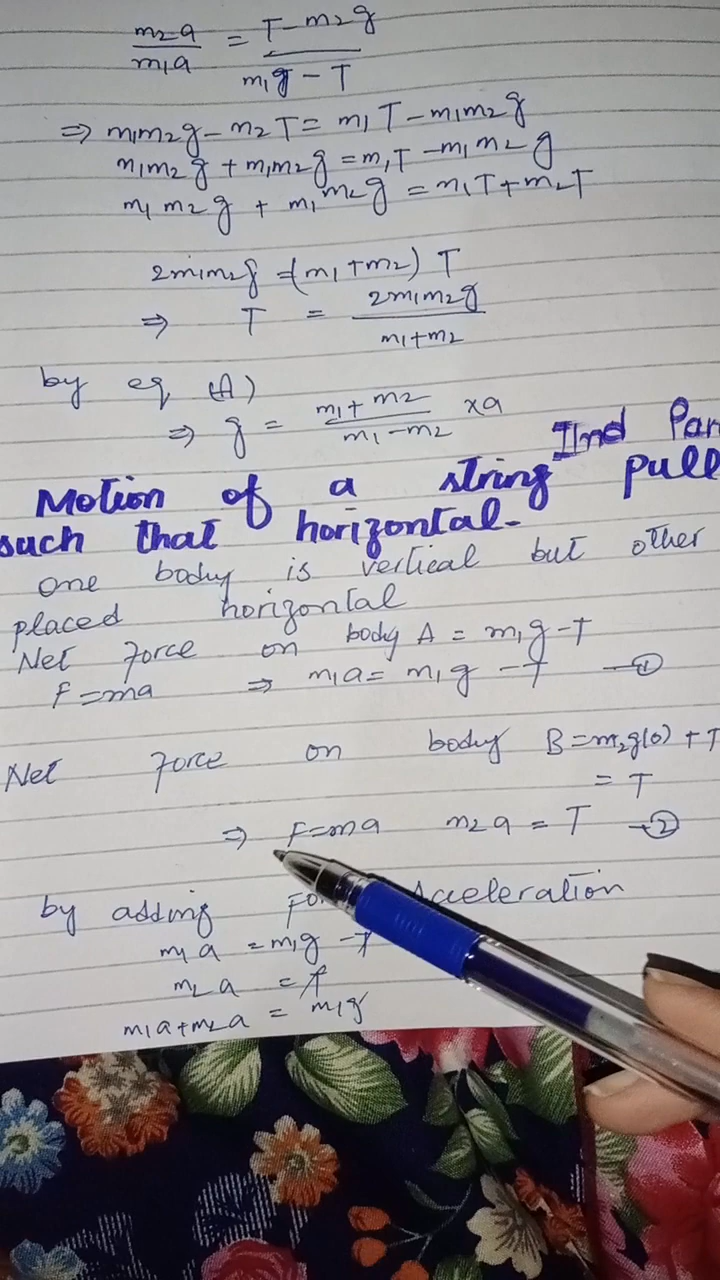 m₂a/m₁a = T-m₂g/m₁g-T
⇒ m₁m₂g-m₂T = m₁T-m₁m₂g
m₁m₂g+m₁m₂g = m₁T-m₁m₂g
m₁m₂g + m₁m₂g = m₁T+m₂T
2m₁m₂g = (m₁+m₂) T
⇒ T = 2m₁m₂g/m₁+m₂
by eq (A)
⇒ g = m₁+m₂/m₁-m₂ xa
IInd Par
Motion of a string pull
such that horizontal.
one body is vertical but other
placed horizontal
Net force on body A = m₁g-T
F=ma ⇒ m₁a = m₁g -T —①
Net force on body B=m₂g(0) +T
= T
⇒ F=ma m₂a = T —②
by adding Acceleration
m₁a = m₁g -T
m₂a = T
m₁a+m₂a = m₁g